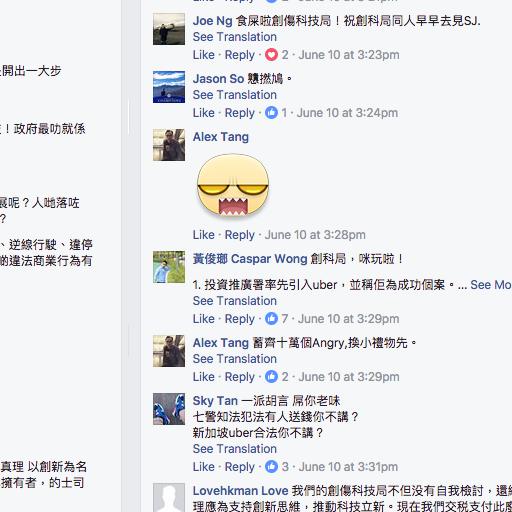 Joe Ng 食屎啦創傷科技局！祝創科局同人早早去見SJ.
See Translation
Like · Reply · 2 · June 10 at 3:23pm
開出一大步
Jason So 戇撚鳩。
See Translation
Like · Reply · 1 · June 10 at 3:24pm
！政府最叻就係
Alex Tang
展呢？人哋落咗
?
Like · Reply · June 10 at 3:28pm
、逆線行駛、違停
啲違法商業行為有
黃俊瑯 Caspar Wong 創科局，咪玩啦！
1. 投資推廣署率先引入uber，並稱佢為成功個案。... See Mo
See Translation
Like · Reply · 7 · June 10 at 3:29pm
Alex Tang 蓄齊十萬個Angry,換小禮物先。
See Translation
Like · Reply · 2 · June 10 at 3:29pm
Sky Tan 一派胡言 屌你老味
七警知法犯法有人送錢你不講？
新加坡uber合法你不講？
See Translation
Like · Reply · 3 · June 10 at 3:31pm
真理 以創新為名
擁有者，的士司
Lovehkman Love 我們的創傷科技局不但沒有自我檢討，還
理應為支持創新思維，推動科技立新。現在我們交稅支付此